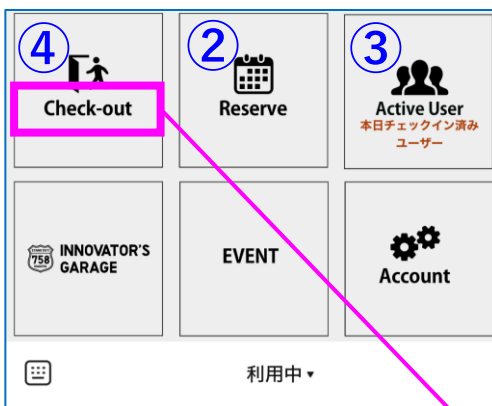 ④
Check-out
②
Reserve
③
Active User
本日チェックイン済み
ユーザー
758
INNOVATOR'S
GARAGE
EVENT
Account
利用中▼